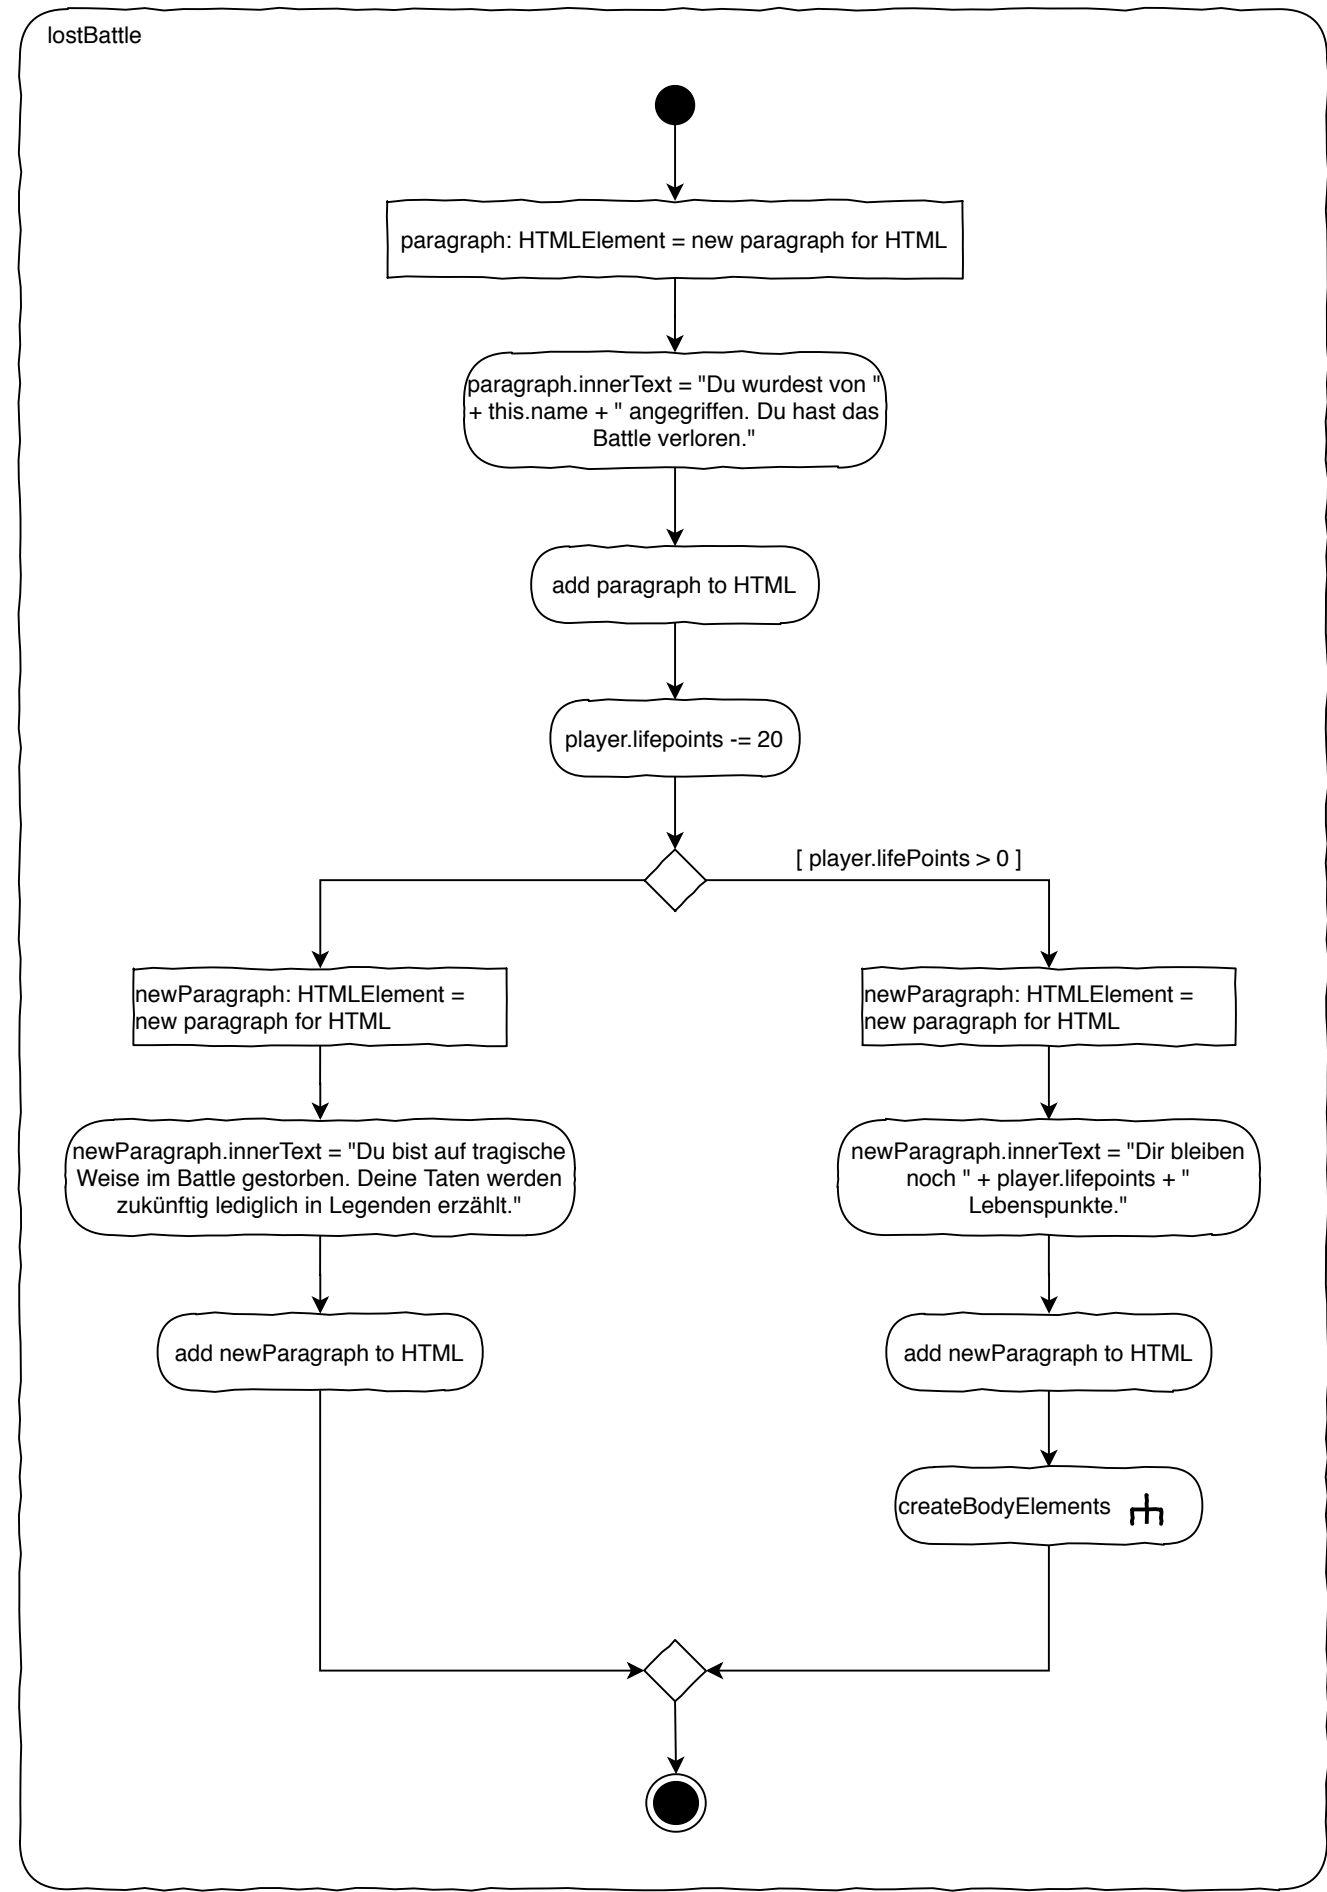 lostBattle
paragraph: HTMLElement = new paragraph for HTML
paragraph.innerText = "Du wurdest von "
+ this.name + " angegriffen. Du hast das
Battle verloren."
add paragraph to HTML
player.lifepoints -= 20
[ player.lifePoints > 0 ]
newParagraph: HTMLElement =
new paragraph for HTML
newParagraph.innerText = "Du bist auf tragische
Weise im Battle gestorben. Deine Taten werden
zukünftig lediglich in Legenden erzählt."
add newParagraph to HTML
newParagraph: HTMLElement =
new paragraph for HTML
newParagraph.innerText = "Dir bleiben
noch " + player.lifepoints + "
Lebenspunkte."
add newParagraph to HTML
createBodyElements